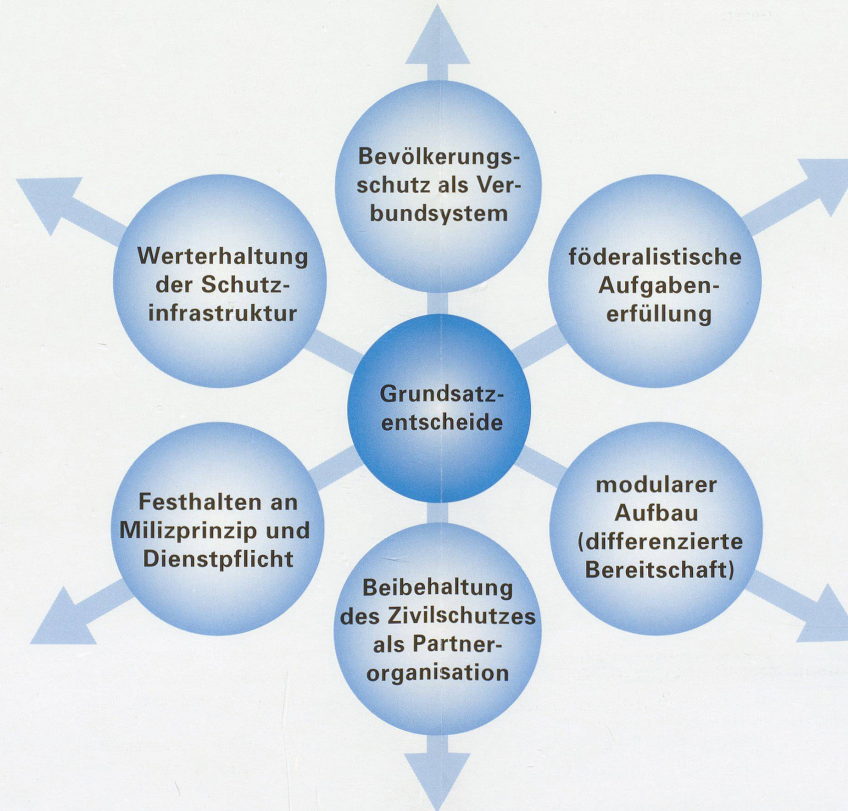 Bevölkerungs-
schutz als Ver-
bundsystem
Werterhaltung
der Schutz-
infrastruktur
föderalistische
Aufgaben-
erfüllung
Grundsatz-
entscheide
Festhalten an
Milizprinzip und
Dienstpflicht
modularer
Aufbau
(differenzierte
Bereitschaft)
Beibehaltung
des Zivilschutzes
als Partner-
organisation